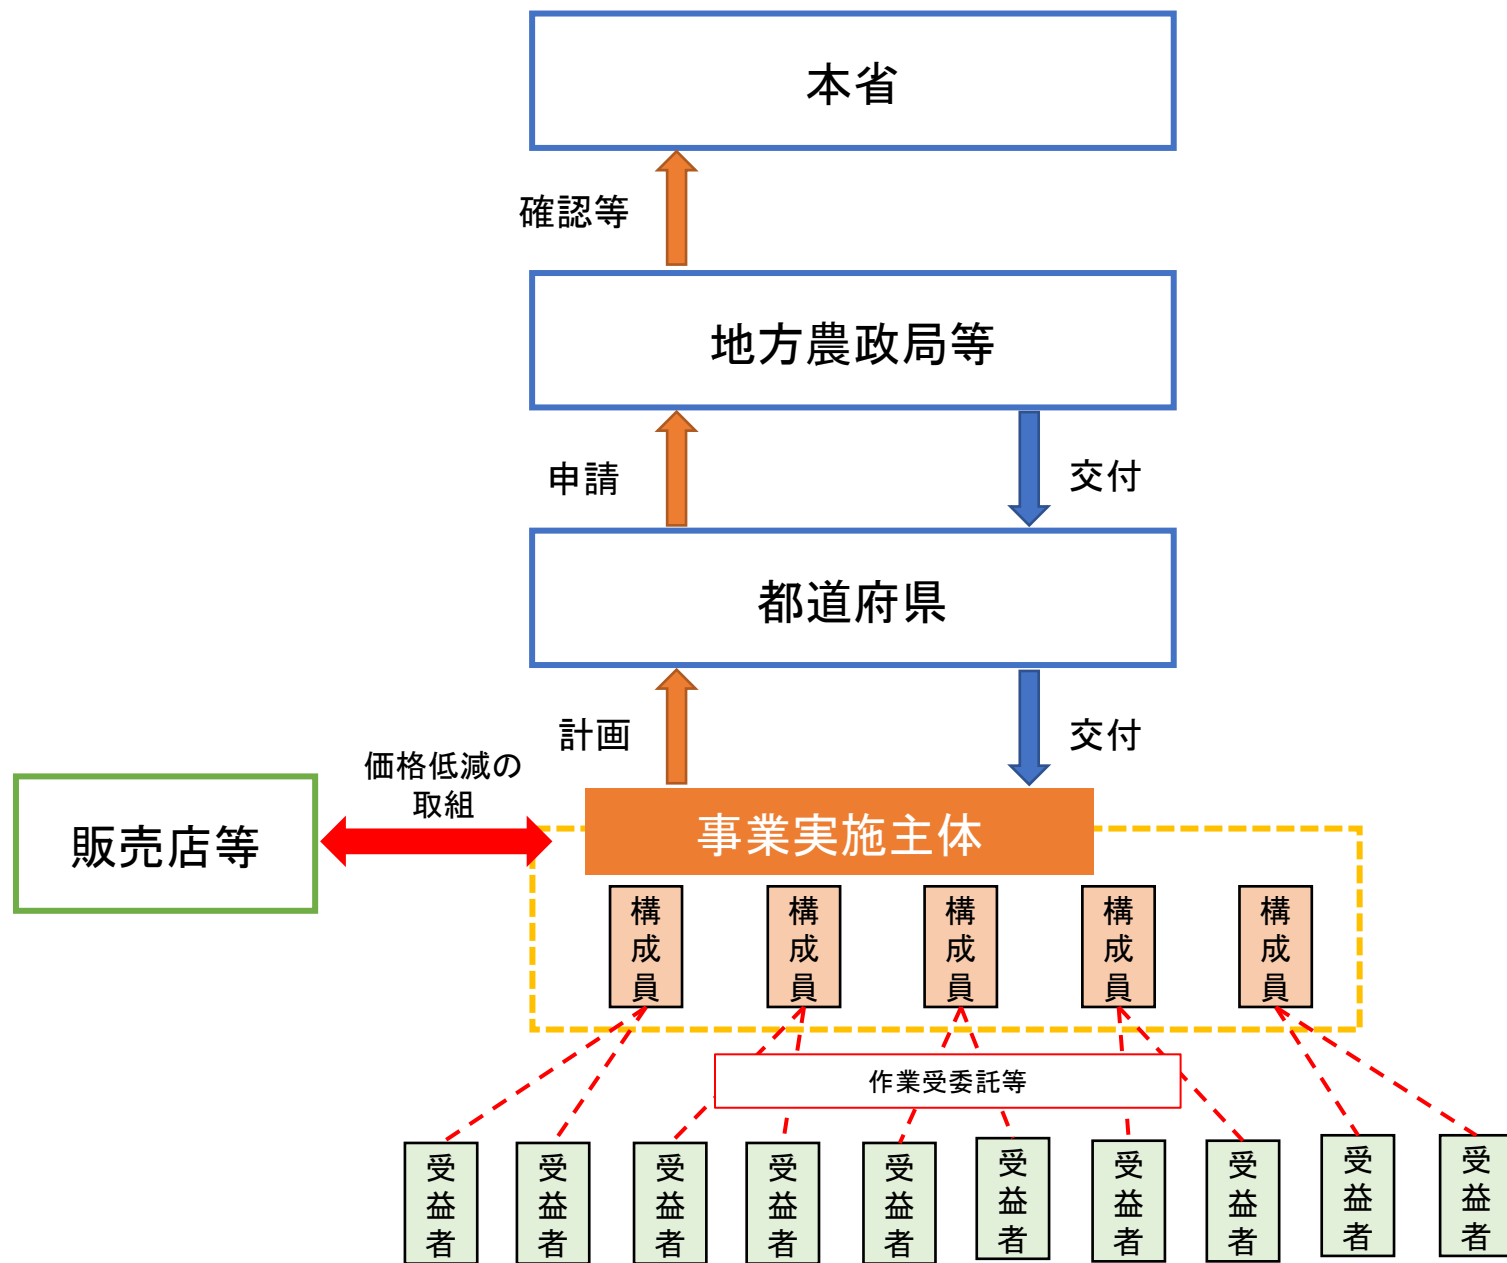 本省
確認等
地方農政局等
申請
交付
都道府県
計画
交付
価格低減の
取組
販売店等
事業実施主体
構成員
構成員
構成員
構成員
構成員
作業受委託等
受益者
受益者
受益者
受益者
受益者
受益者
受益者
受益者
受益者
受益者